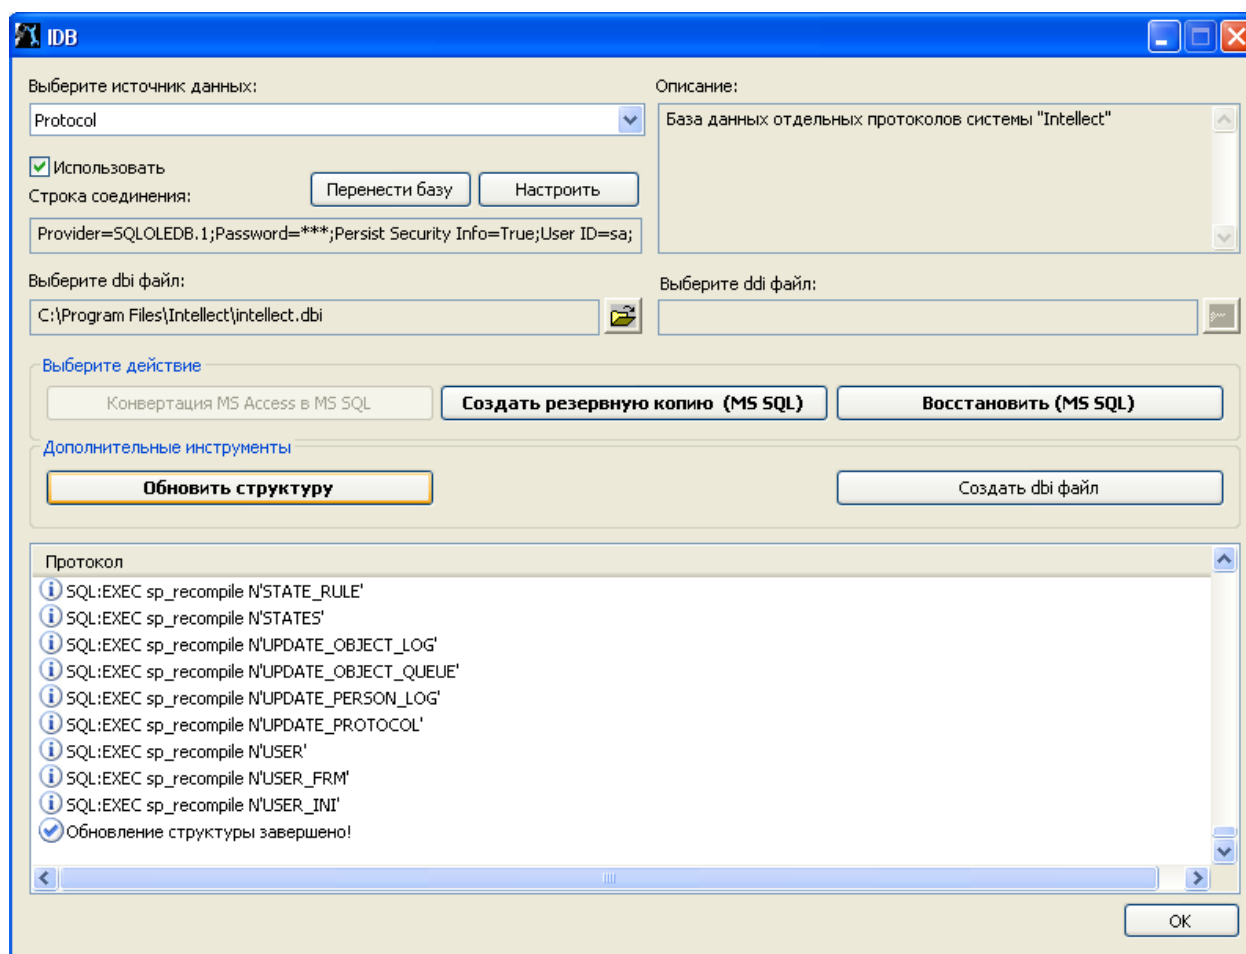 IDB
Выберите источник данных:
Описание:
Protocol
База данных отдельных протоколов системы "Intellect"
Использовать
Строка соединения:
Перенести базу
Настроить
Provider=SQLOLEDB.1;Password=***;Persist Security Info=True;User ID=sa;
Выберите dbi файл:
Выберите ddi файл:
C:\Program Files\Intellect\intellect.dbi
Выберите действие
Конвертация MS Access в MS SQL
Создать резервную копию (MS SQL)
Восстановить (MS SQL)
Дополнительные инструменты
Обновить структуру
Создать dbi файл
Протокол
SQL:EXEC sp_recompile N'STATE_RULE'
SQL:EXEC sp_recompile N'STATES'
SQL:EXEC sp_recompile N'UPDATE_OBJECT_LOG'
SQL:EXEC sp_recompile N'UPDATE_OBJECT_QUEUE'
SQL:EXEC sp_recompile N'UPDATE_PERSON_LOG'
SQL:EXEC sp_recompile N'UPDATE_PROTOCOL'
SQL:EXEC sp_recompile N'USER'
SQL:EXEC sp_recompile N'USER_FRM'
SQL:EXEC sp_recompile N'USER_INI'
Обновление структуры завершено!
OK